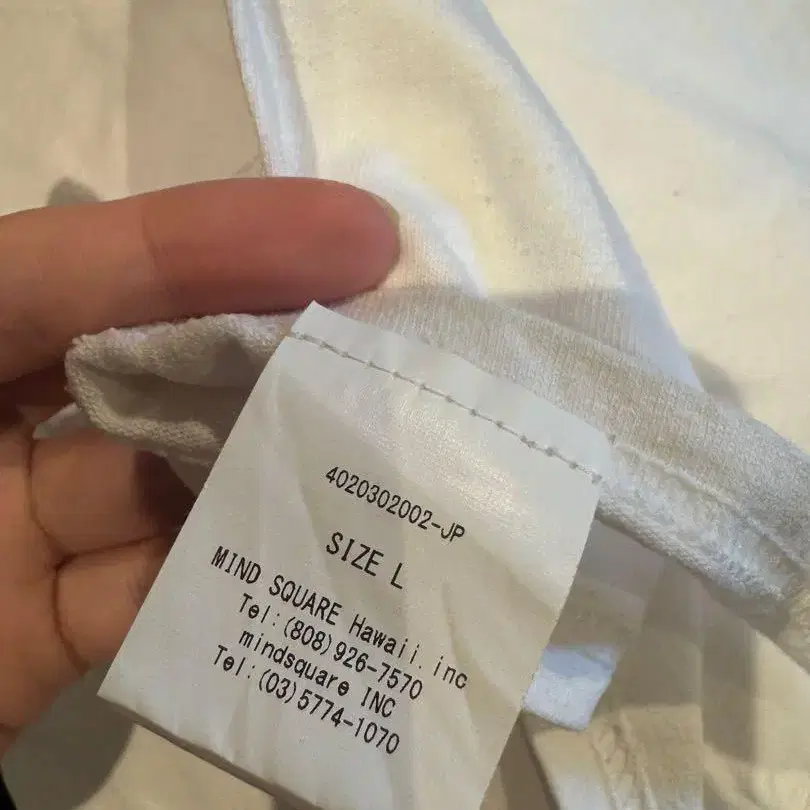 4020302002-JP
SIZE L
MIND SQUARE Hawaii. inc
Tel:(808)926-7570
mindsquare INC
Tel:(03)5774-1070